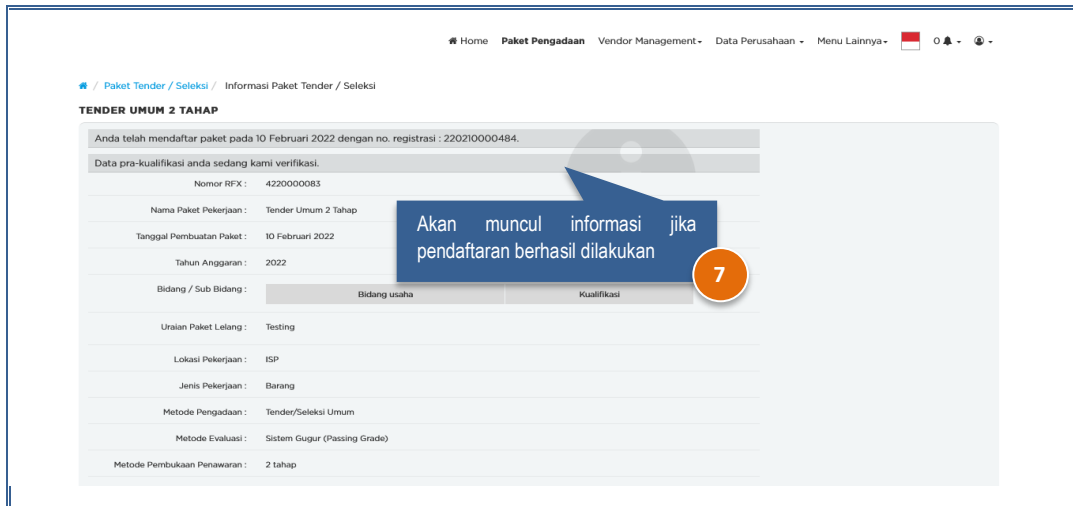 Home Paket Pengadaan Vendor Management Data Perusahaan Menu Lainnya 0
/ Paket Tender / Seleksi / Informasi Paket Tender / Seleksi
TENDER UMUM 2 TAHAP
Anda telah mendaftar paket pada 10 Februari 2022 dengan no. registrasi : 220210000484.
Data pra-kualifikasi anda sedang kami verifikasi.
Nomor RFX : 4220000083
Nama Paket Pekerjaan : Tender Umum 2 Tahap
Akan muncul informasi jika
pendaftaran berhasil dilakukan
7
Tanggal Pembuatan Paket : 10 Februari 2022
Tahun Anggaran : 2022
Bidang / Sub Bidang :
Bidang usaha Kualifikasi
Uraian Paket Lelang : Testing
Lokasi Pekerjaan : ISP
Jenis Pekerjaan : Barang
Metode Pengadaan : Tender/Seleksi Umum
Metode Evaluasi : Sistem Gugur (Passing Grade)
Metode Pembukaan Penawaran : 2 tahap